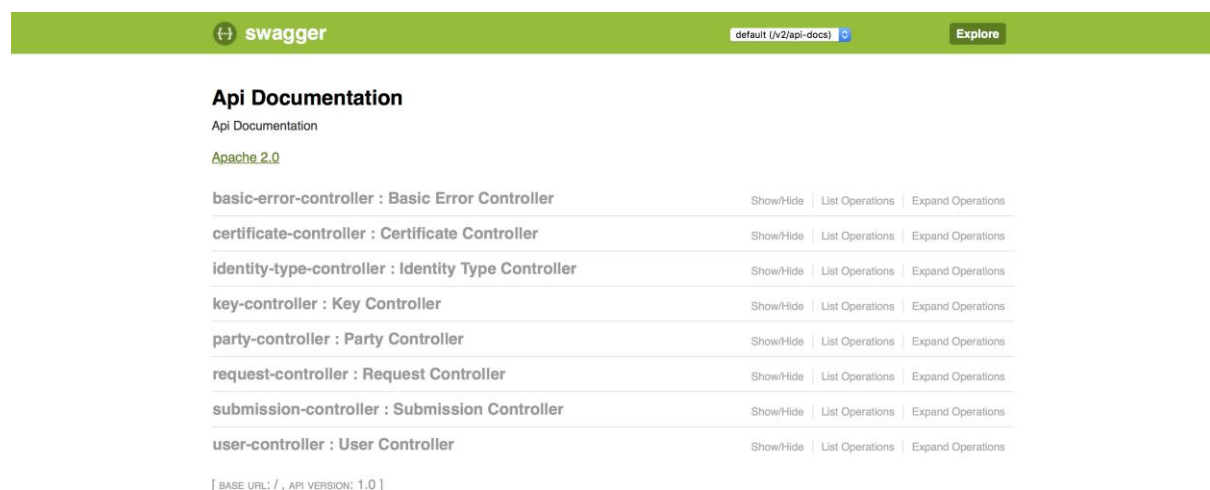 swagger default (/v2/api-docs) Explore
Api Documentation
Api Documentation
Apache 2.0
basic-error-controller : Basic Error Controller Show/Hide List Operations Expand Operations
certificate-controller : Certificate Controller Show/Hide List Operations Expand Operations
identity-type-controller : Identity Type Controller Show/Hide List Operations Expand Operations
key-controller : Key Controller Show/Hide List Operations Expand Operations
party-controller : Party Controller Show/Hide List Operations Expand Operations
request-controller : Request Controller Show/Hide List Operations Expand Operations
submission-controller : Submission Controller Show/Hide List Operations Expand Operations
user-controller : User Controller Show/Hide List Operations Expand Operations
[ BASE URL: / , API VERSION: 1.0 ]